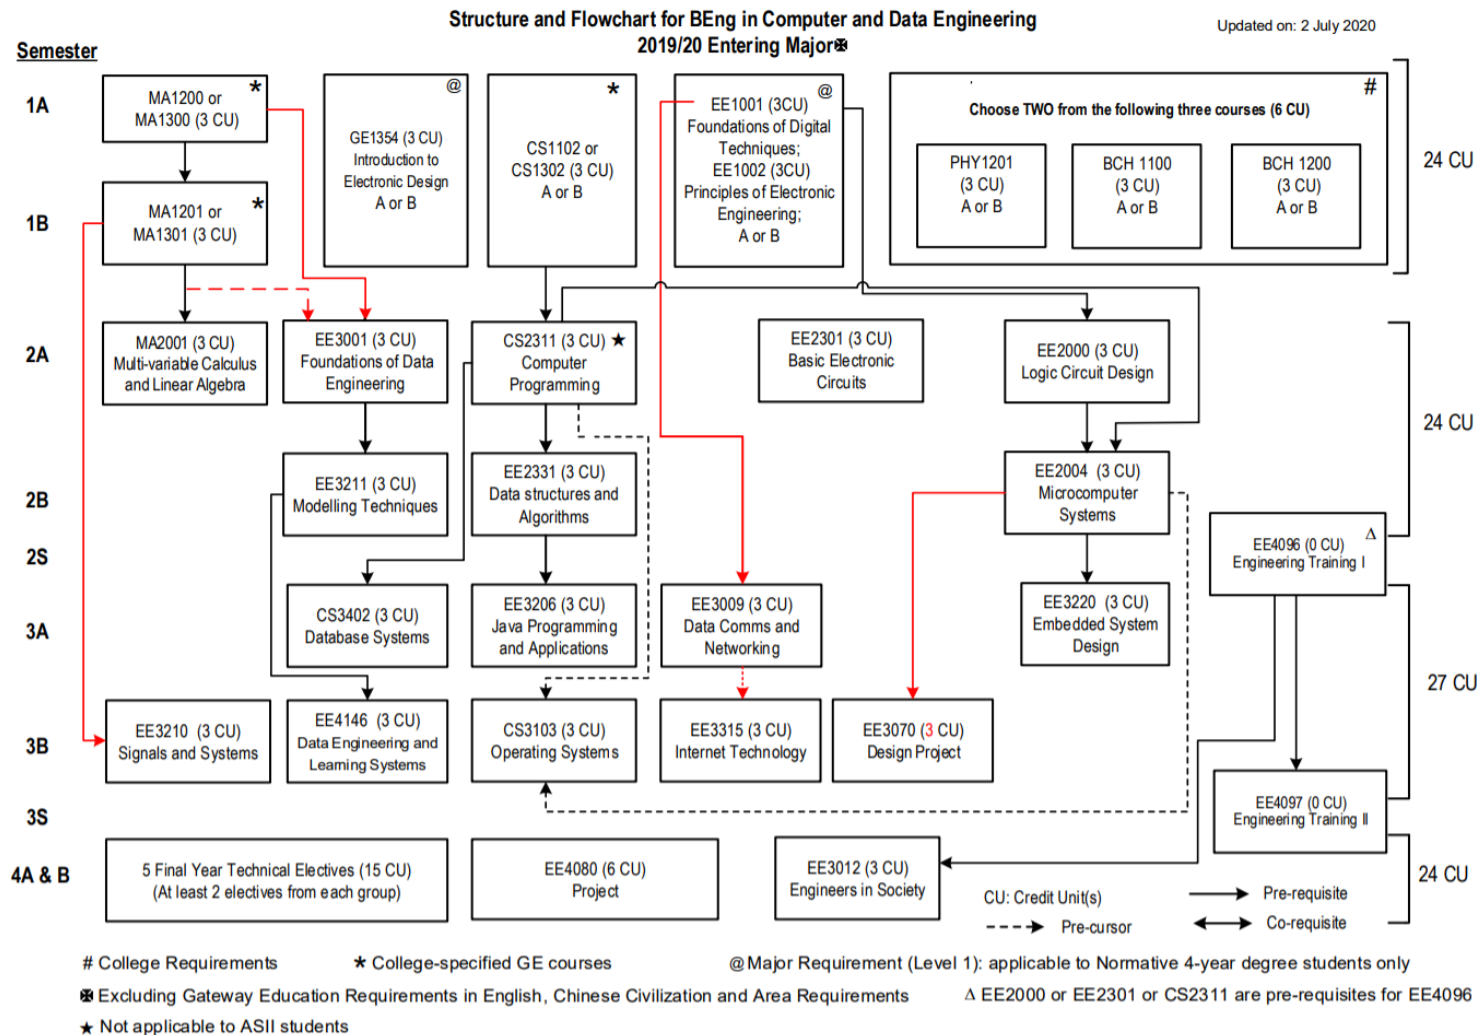 Structure and Flowchart for BEng in Computer and Data Engineering
2019/20 Entering Major✠
Updated on: 2 July 2020
Semester
1A
MA1200 or
MA1300 (3 CU)
*
@
GE1354 (3 CU)
Introduction to
Electronic Design
A or B
*
CS1102 or
CS1302 (3 CU)
A or B
@
EE1001 (3CU)
Foundations of Digital
Techniques;
EE1002 (3CU)
Principles of Electronic
Engineering;
A or B
#
Choose TWO from the following three courses (6 CU)
PHY1201
(3 CU)
A or B
BCH 1100
(3 CU)
A or B
BCH 1200
(3 CU)
A or B
24 CU
1B
MA1201 or
MA1301 (3 CU)
*
2A
MA2001 (3 CU)
Multi-variable Calculus
and Linear Algebra
EE3001 (3 CU)
Foundations of Data
Engineering
CS2311 (3 CU) ★
Computer
Programming
EE2301 (3 CU)
Basic Electronic
Circuits
EE2000 (3 CU)
Logic Circuit Design
24 CU
2B
EE3211 (3 CU)
Modelling Techniques
EE2331 (3 CU)
Data structures and
Algorithms
EE2004 (3 CU)
Microcomputer
Systems
2S
EE4096 (0 CU)
Engineering Training I
Δ
3A
CS3402 (3 CU)
Database Systems
EE3206 (3 CU)
Java Programming
and Applications
EE3009 (3 CU)
Data Comms and
Networking
EE3220 (3 CU)
Embedded System
Design
27 CU
3B
EE3210 (3 CU)
Signals and Systems
EE4146 (3 CU)
Data Engineering and
Learning Systems
CS3103 (3 CU)
Operating Systems
EE3315 (3 CU)
Internet Technology
EE3070 (3 CU)
Design Project
3S
EE4097 (0 CU)
Engineering Training II
4A & B
5 Final Year Technical Electives (15 CU)
(At least 2 electives from each group)
EE4080 (6 CU)
Project
EE3012 (3 CU)
Engineers in Society
24 CU
CU: Credit Unit(s)
Pre-requisite
Pre-cursor
Co-requisite
# College Requirements
* College-specified GE courses
@ Major Requirement (Level 1): applicable to Normative 4-year degree students only
✠ Excluding Gateway Education Requirements in English, Chinese Civilization and Area Requirements
Δ EE2000 or EE2301 or CS2311 are pre-requisites for EE4096
★ Not applicable to ASII students